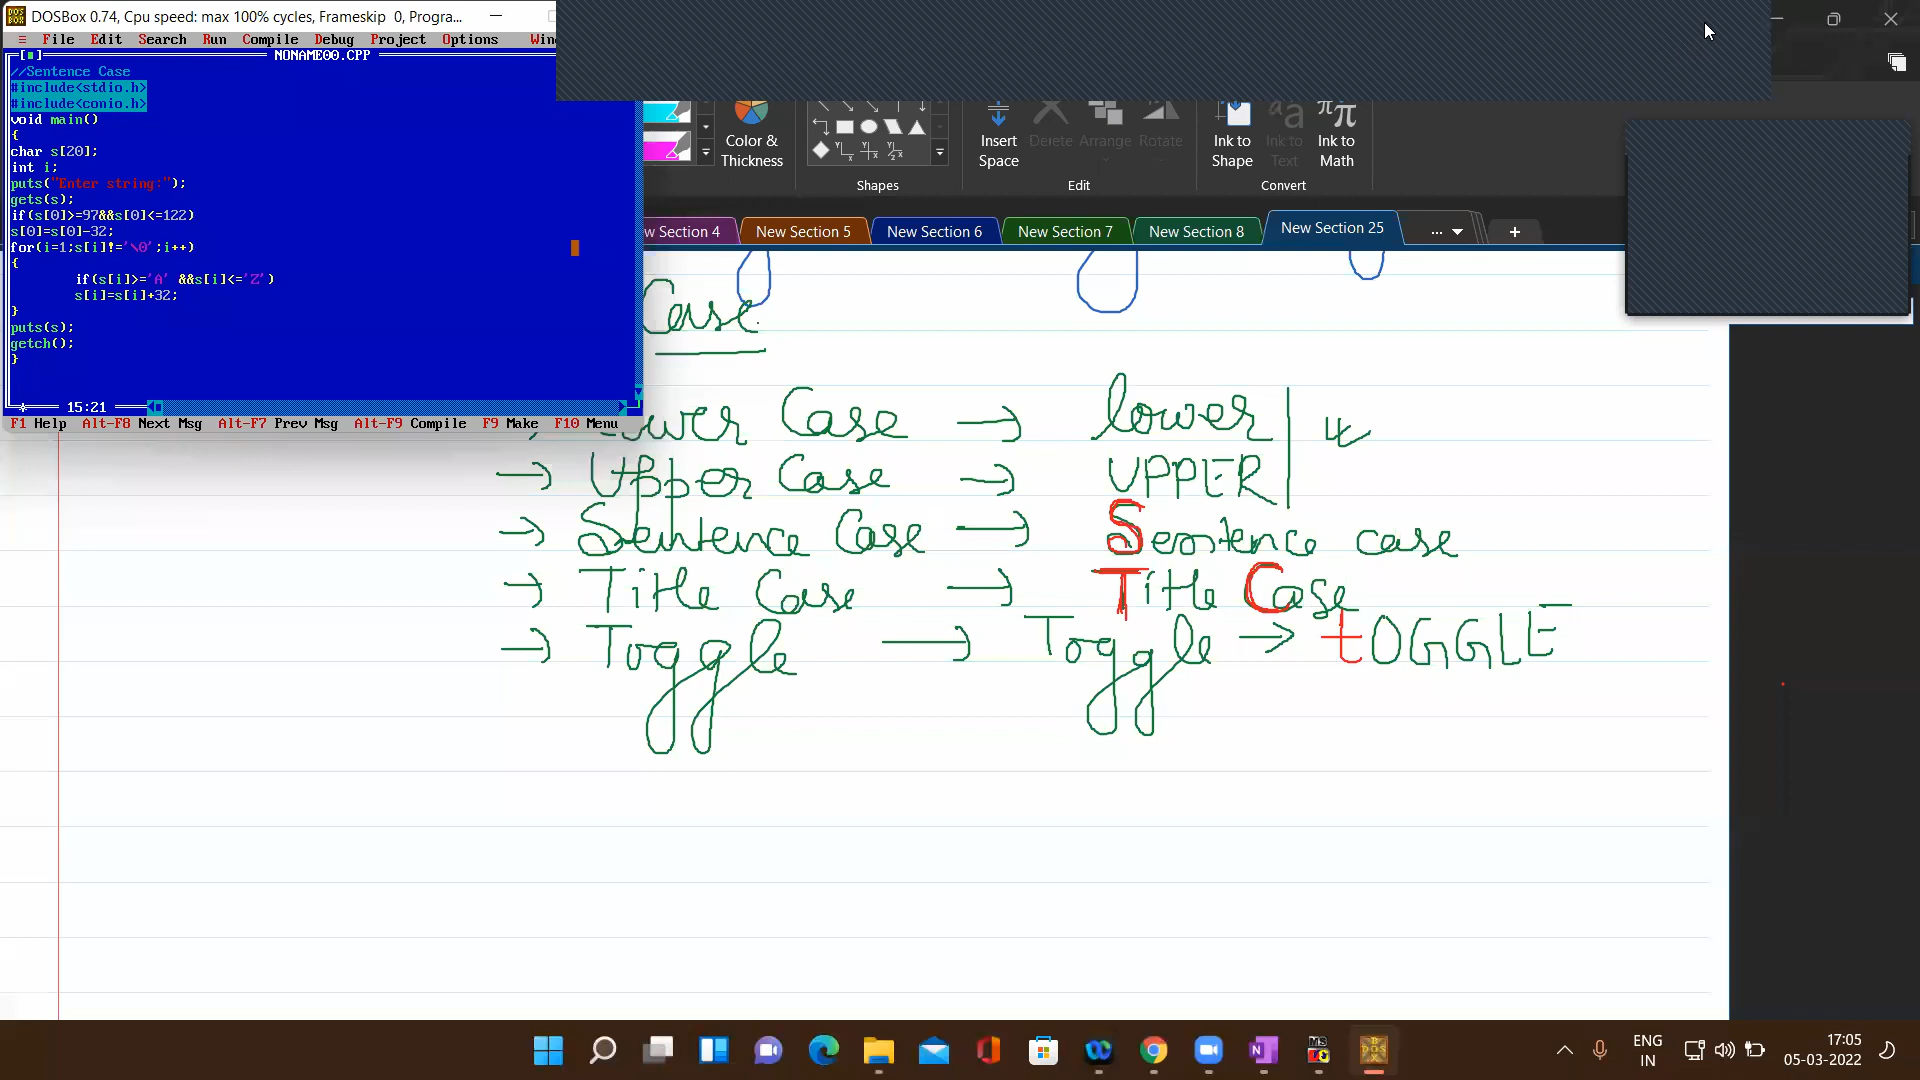 DOSBox 0.74, Cpu speed: max 100% cycles, Frameskip 0, Progra...
≡ File Edit Search Run Compile Debug Project Options Win
NONAME00.CPP
//Sentence Case
#include<stdio.h>
#include<conio.h>
void main()
{
char s[20];
int i;
puts("Enter string:");
gets(s);
if(s[0]>=97&&s[0]<=122)
s[0]=s[0]-32;
for(i=1;s[i]!='\0';i++)
{
if(s[i]>='A' &&s[i]<='Z')
s[i]=s[i]+32;
}
puts(s);
getch();
}
15:21
F1 Help Alt-F8 Next Msg Alt-F7 Prev Msg Alt-F9 Compile F9 Make F10 Menu
Color & Thickness
Shapes
Insert Space
Delete
Arrange
Rotate
Edit
Ink to Shape
Ink to Text
Ink to Math
Convert
w Section 4
New Section 5
New Section 6
New Section 7
New Section 8
New Section 25
...
+
Case
ower Case → lower
→ Upper Case → UPPER
→ Sentence Case → Sentence case
→ Title Case → Title Case
→ Toggle → Toggle → tOGGLE
ENG
IN
17:05
05-03-2022